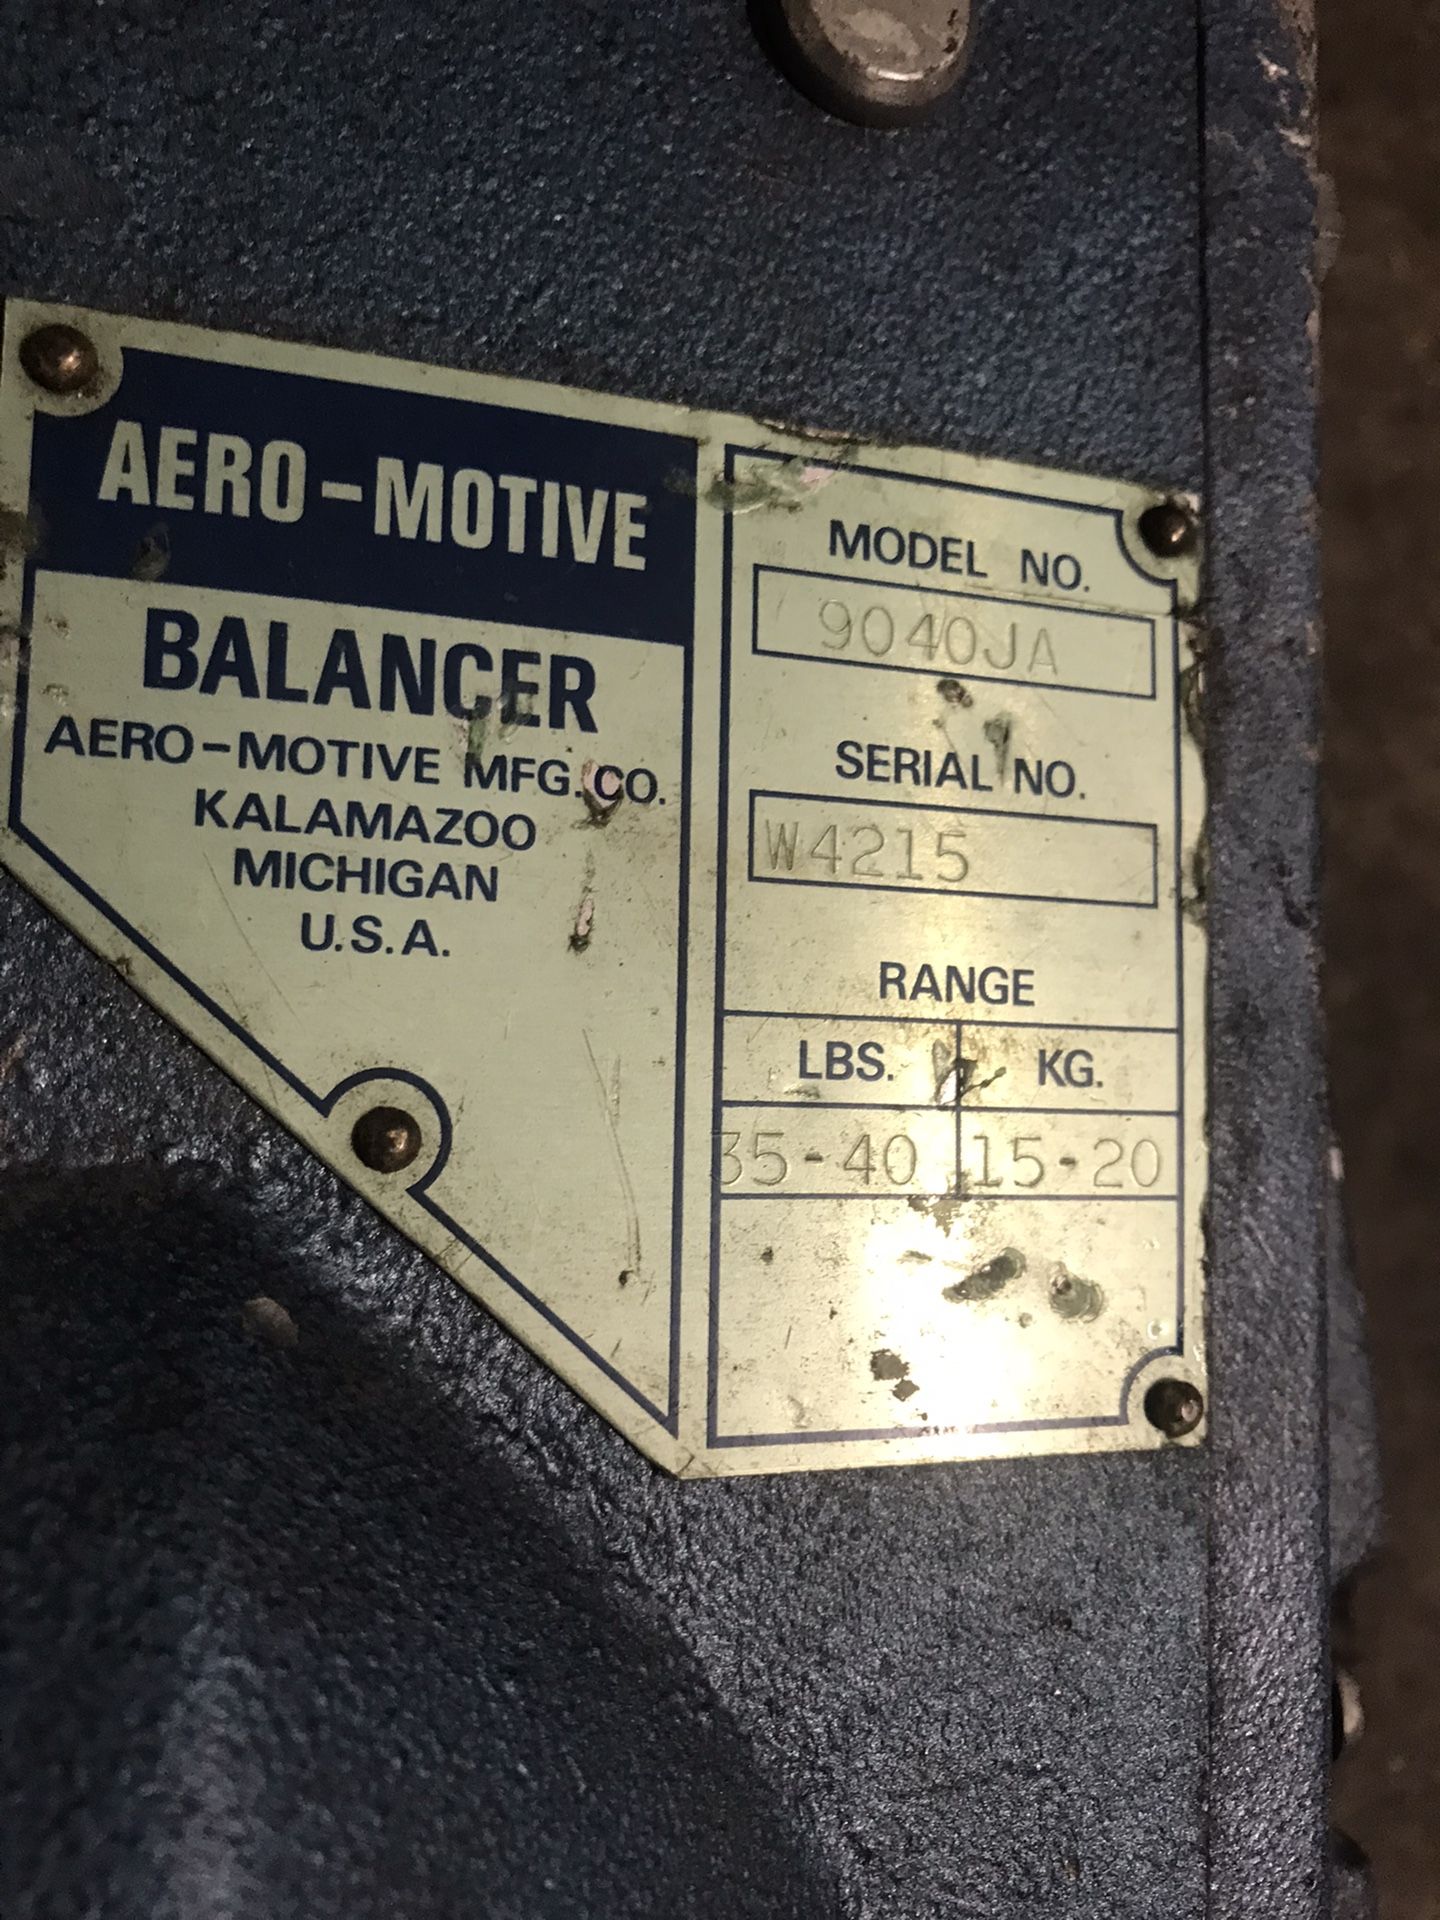 AERO-MOTIVE
BALANCER
AERO-MOTIVE MFG. CO.
KALAMAZOO
MICHIGAN
U.S.A.
MODEL NO.
9040JA
SERIAL NO.
W4215
RANGE
LBS. KG.
35-40 15-20